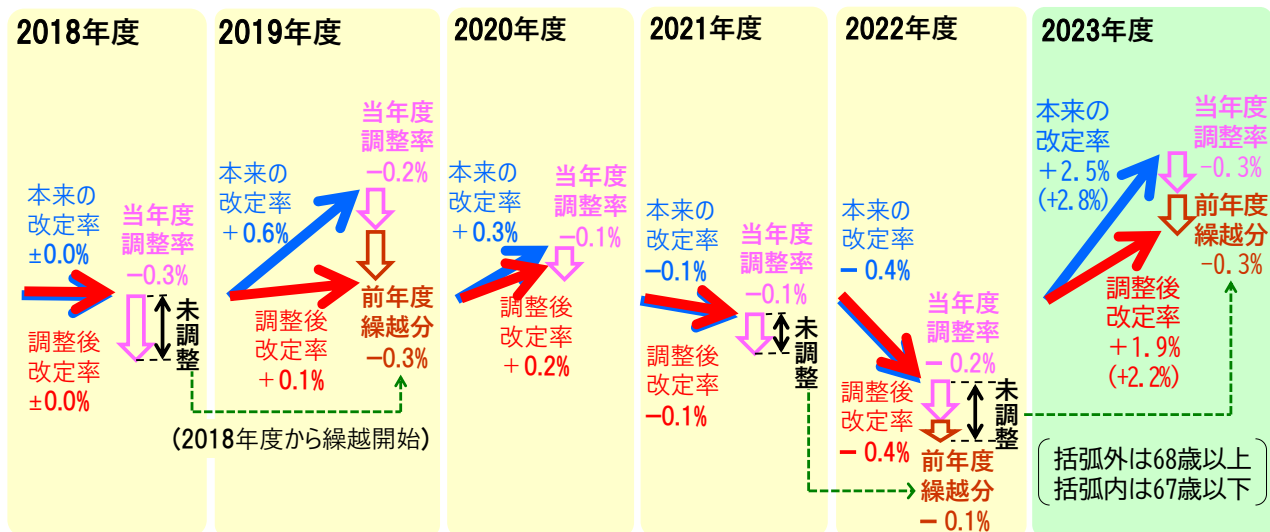 2018年度
本来の
改定率
±0.0%
当年度
調整率
−0.3%
未調整
調整後
改定率
±0.0%
2019年度
当年度
調整率
−0.2%
本来の
改定率
＋0.6%
調整後
改定率
＋0.1%
前年度
繰越分
−0.3%
(2018年度から繰越開始)
2020年度
本来の
改定率
＋0.3%
当年度
調整率
−0.1%
調整後
改定率
＋0.2%
2021年度
本来の
改定率
−0.1%
当年度
調整率
−0.1%
未調整
調整後
改定率
−0.1%
2022年度
本来の
改定率
− 0.4%
当年度
調整率
− 0.2%
未調整
調整後
改定率
− 0.4%
前年度
繰越分
− 0.1%
2023年度
本来の
改定率
＋2.5%
(+2.8%)
当年度
調整率
-0.3%
前年度
繰越分
-0.3%
調整後
改定率
＋1.9%
(+2.2%)
括弧外は68歳以上
括弧内は67歳以下